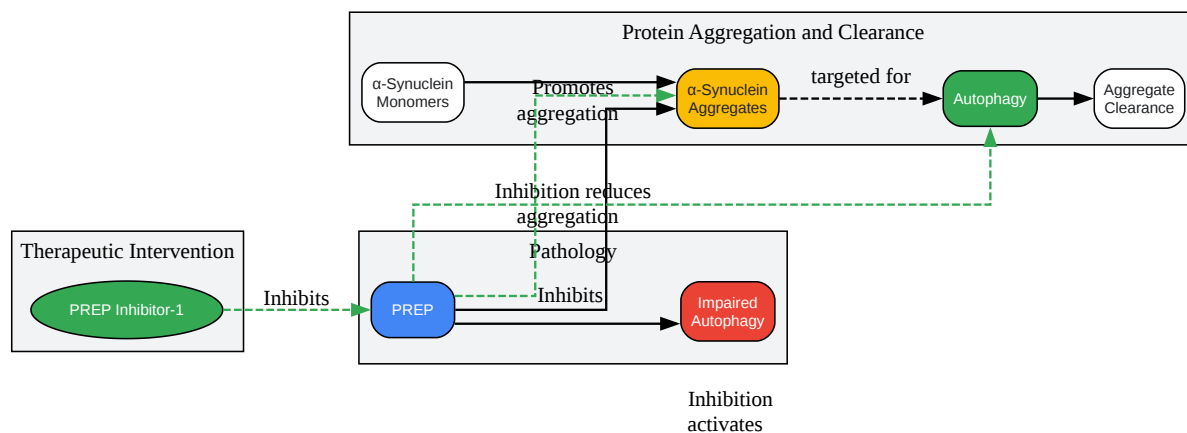 Protein Aggregation and Clearance
α-Synuclein
Monomers
Promotes
aggregation
α-Synuclein
Aggregates
targeted for
Autophagy
Aggregate
Clearance
Inhibition reduces
aggregation
Therapeutic Intervention
PREP Inhibitor-1
Inhibits
Pathology
PREP
Inhibits
Impaired
Autophagy
Inhibition
activates